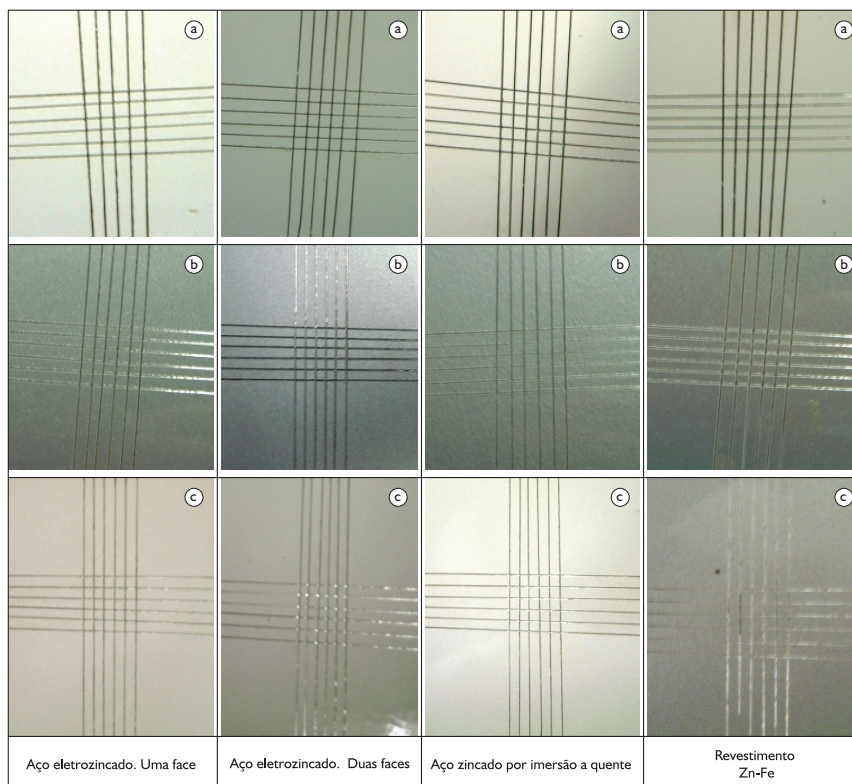 a
a
a
a
b
b
b
b
c
c
c
c
Aço eletrozincado. Uma face
Aço eletrozincado. Duas faces
Aço zincado por imersão a quente
Revestimento
Zn-Fe